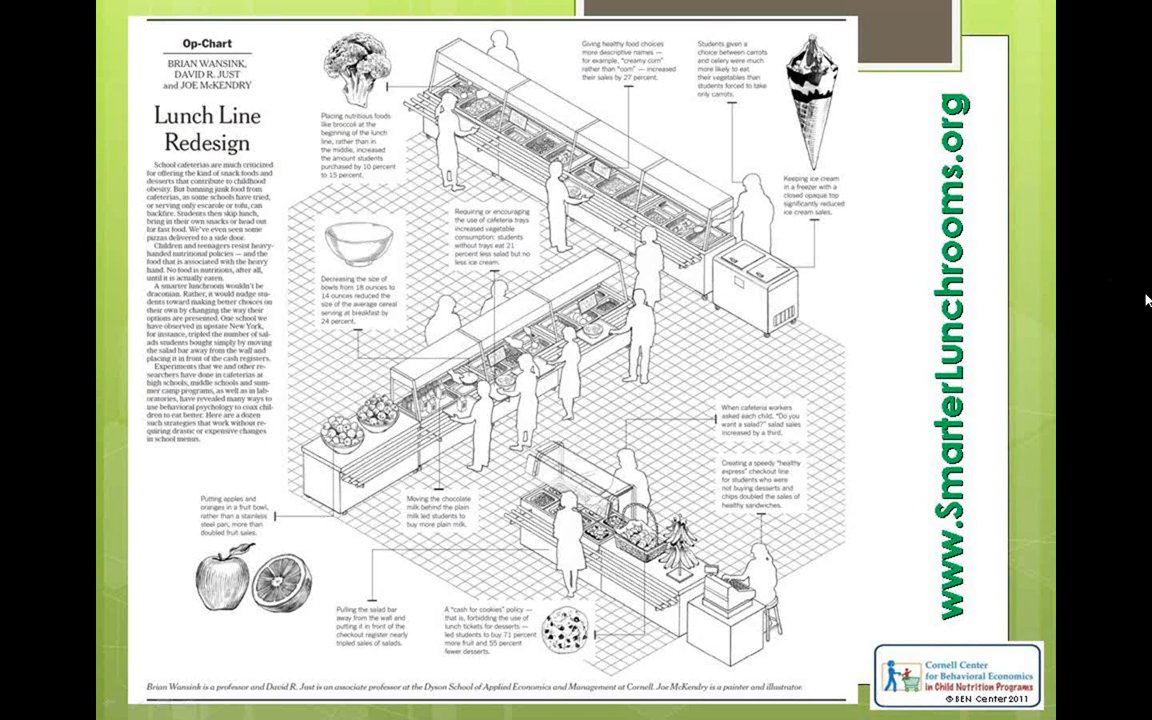 Op-Chart
BRIAN WANSINK,
DAVID R. JUST
and JOE McKENDRY
Lunch Line
Redesign
School cafeterias are much criticized
for offering the kind of snack foods and
desserts that contribute to childhood
obesity. But banning junk food from
cafeterias, as some schools have tried,
or serving only escarole or tofu, can
backfire. Students then skip lunch,
bring in their own snacks or head out
for fast food. We've even seen some
pizzas delivered to a side door.
Children and teenagers resist heavy-
handed nutritional policies — and the
food that is associated with the heavy
hand. No food is nutritious, after all,
until it is actually eaten.
A smarter lunchroom wouldn't be
draconian. Rather, it would nudge stu-
dents toward making better choices on
their own by changing the way their
options are presented. One school we
have observed in upstate New York,
for instance, tripled the number of sal-
ads students bought simply by moving
the salad bar away from the wall and
placing it in front of the cash registers.
Experiments that we and other re-
searchers have done in cafeterias at
high schools, middle schools and sum-
mer camp programs, as well as in lab-
oratories, have revealed many ways to
use behavioral psychology to coax chil-
dren to eat better. Here are a dozen
such strategies that work without re-
quiring drastic or expensive changes
in school menus.
Placing nutritious foods
like broccoli at the
beginning of the lunch
line, rather than in
the middle, increased
the amount students
purchased by 10 percent
to 15 percent.
Giving healthy food choices
more descriptive names —
for example, "creamy corn"
rather than "corn" — increased
their sales by 27 percent.
Students given a
choice between carrots
and celery were much
more likely to eat
their vegetables than
students forced to take
only carrots.
Keeping ice cream
in a freezer with a
closed opaque top
significantly reduced
ice cream sales.
Requiring or encouraging
the use of cafeteria trays
increased vegetable
consumption: students
without trays eat 21
percent less salad but no
less ice cream.
Decreasing the size of
bowls from 18 ounces to
14 ounces reduced the
size of the average cereal
serving at breakfast by
24 percent.
When cafeteria workers
asked each child, "Do you
want a salad?" salad sales
increased by a third.
Creating a speedy "healthy
express" checkout line
for students who were
not buying desserts and
chips doubled the sales of
healthy sandwiches.
Putting apples and
oranges in a fruit bowl,
rather than a stainless
steel pan, more than
doubled fruit sales.
Moving the chocolate
milk behind the plain
milk led students to
buy more plain milk.
Pulling the salad bar
away from the wall and
putting it in front of the
checkout register nearly
tripled sales of salads.
A "cash for cookies" policy —
that is, forbidding the use of
lunch tickets for desserts —
led students to buy 71 percent
more fruit and 55 percent
fewer desserts.
Brian Wansink is a professor and David R. Just is an associate professor at the Dyson School of Applied Economics and Management at Cornell. Joe McKendry is a painter and illustrator.
www.SmarterLunchrooms.org
Cornell Center
for Behavioral Economics
in Child Nutrition Programs
©BEN Center2011